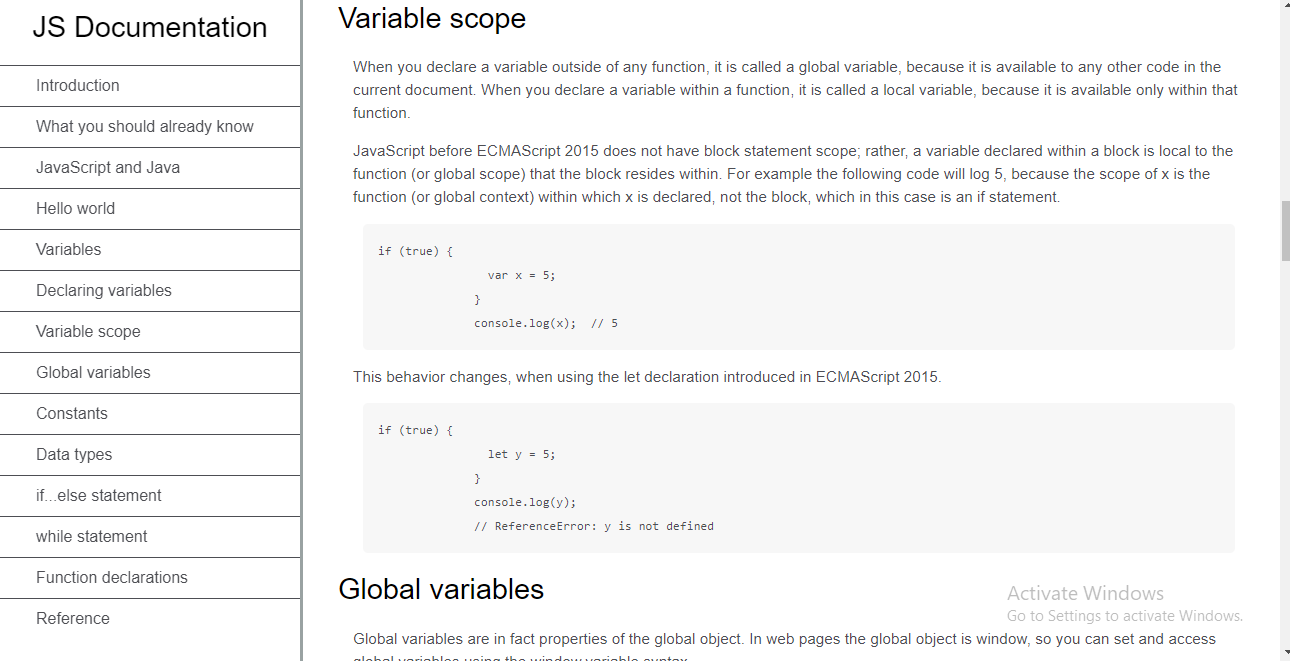 JS Documentation
Introduction
What you should already know
JavaScript and Java
Hello world
Variables
Declaring variables
Variable scope
Global variables
Constants
Data types
if...else statement
while statement
Function declarations
Reference
Variable scope
When you declare a variable outside of any function, it is called a global variable, because it is available to any other code in the
current document. When you declare a variable within a function, it is called a local variable, because it is available only within that
function.
JavaScript before ECMAScript 2015 does not have block statement scope; rather, a variable declared within a block is local to the
function (or global scope) that the block resides within. For example the following code will log 5, because the scope of x is the
function (or global context) within which x is declared, not the block, which in this case is an if statement.
if (true) {
var x = 5;
}
console.log(x);  // 5
This behavior changes, when using the let declaration introduced in ECMAScript 2015.
if (true) {
let y = 5;
}
console.log(y);
// ReferenceError: y is not defined
Global variables
Activate Windows
Go to Settings to activate Windows.
Global variables are in fact properties of the global object. In web pages the global object is window, so you can set and access
global variables using the window.variable syntax.